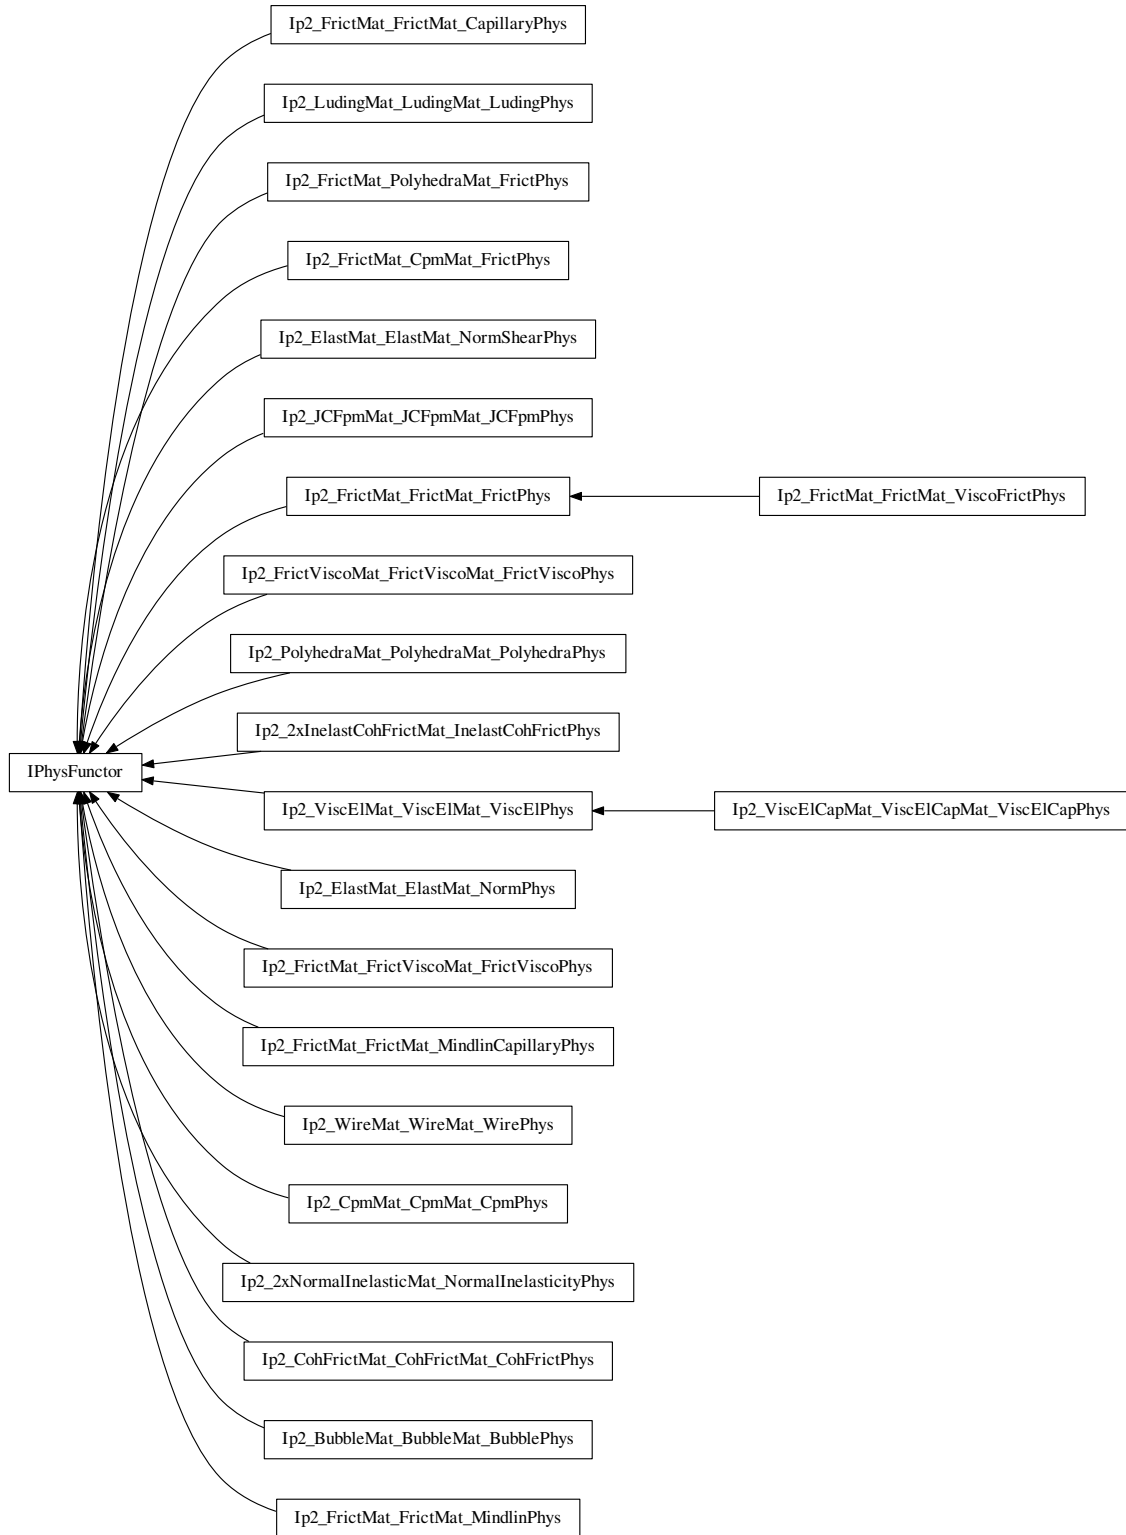 Ip2_FrictMat_FrictMat_CapillaryPhys
Ip2_LudingMat_LudingMat_LudingPhys
Ip2_FrictMat_PolyhedraMat_FrictPhys
Ip2_FrictMat_CpmMat_FrictPhys
Ip2_ElastMat_ElastMat_NormShearPhys
Ip2_JCFpmMat_JCFpmMat_JCFpmPhys
Ip2_FrictMat_FrictMat_FrictPhys
Ip2_FrictMat_FrictMat_ViscoFrictPhys
Ip2_FrictViscoMat_FrictViscoMat_FrictViscoPhys
Ip2_PolyhedraMat_PolyhedraMat_PolyhedraPhys
Ip2_2xInelastCohFrictMat_InelastCohFrictPhys
IPhysFunctor
Ip2_ViscElMat_ViscElMat_ViscElPhys
Ip2_ViscElCapMat_ViscElCapMat_ViscElCapPhys
Ip2_ElastMat_ElastMat_NormPhys
Ip2_FrictMat_FrictViscoMat_FrictViscoPhys
Ip2_FrictMat_FrictMat_MindlinCapillaryPhys
Ip2_WireMat_WireMat_WirePhys
Ip2_CpmMat_CpmMat_CpmPhys
Ip2_2xNormalInelasticMat_NormalInelasticityPhys
Ip2_CohFrictMat_CohFrictMat_CohFrictPhys
Ip2_BubbleMat_BubbleMat_BubblePhys
Ip2_FrictMat_FrictMat_MindlinPhys